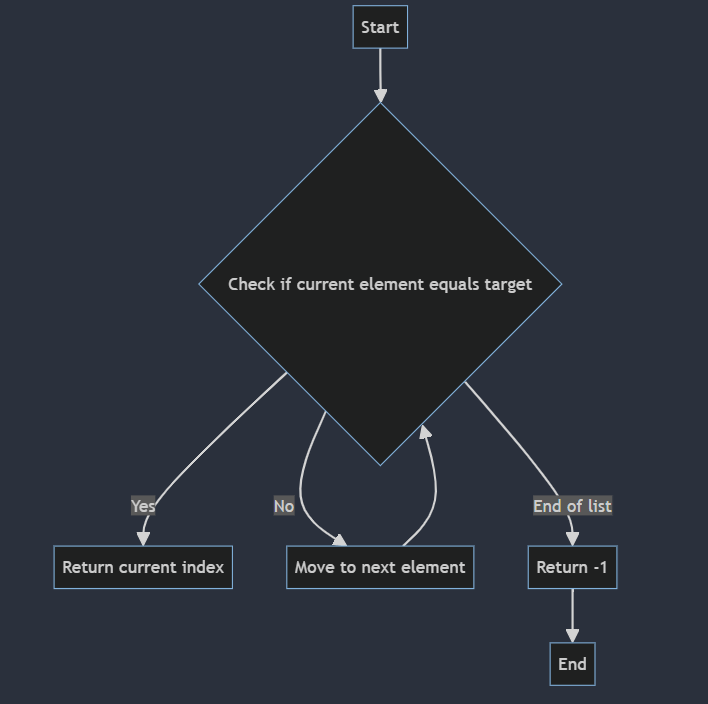 Start
Check if current element equals target
Yes
No
End of list
Return current index
Move to next element
Return -1
End